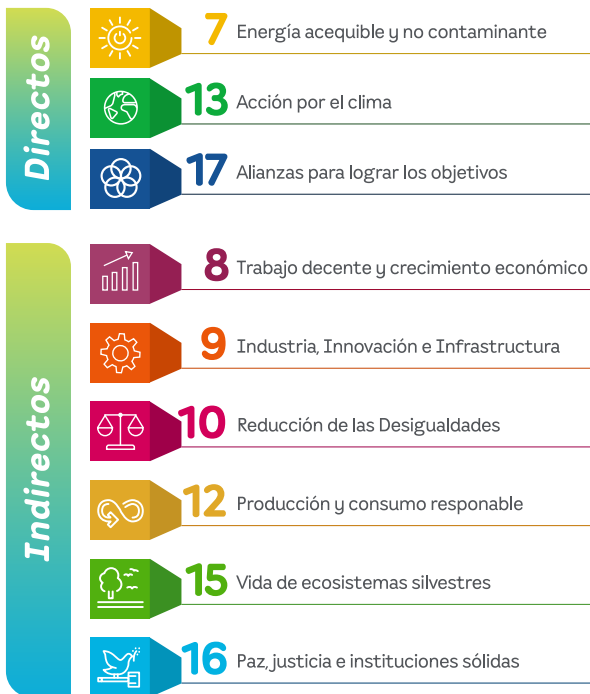 Directos
7 Energía acequible y no contaminante
13 Acción por el clima
17 Alianzas para lograr los objetivos
Indirectos
8 Trabajo decente y crecimiento económico
9 Industria, Innovación e Infrastructura
10 Reducción de las Desigualdades
12 Producción y consumo responable
15 Vida de ecosistemas silvestres
16 Paz, justicia e instituciones sólidas